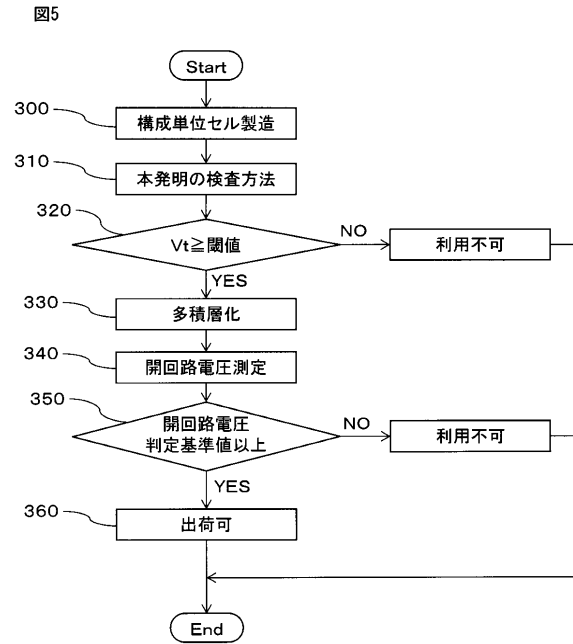 図5
Start
300
構成単位セル製造
310
本発明の検査方法
320
Vt≧閾値
NO
利用不可
YES
330
多積層化
340
開回路電圧測定
350
開回路電圧
判定基準値以上
NO
利用不可
YES
360
出荷可
End